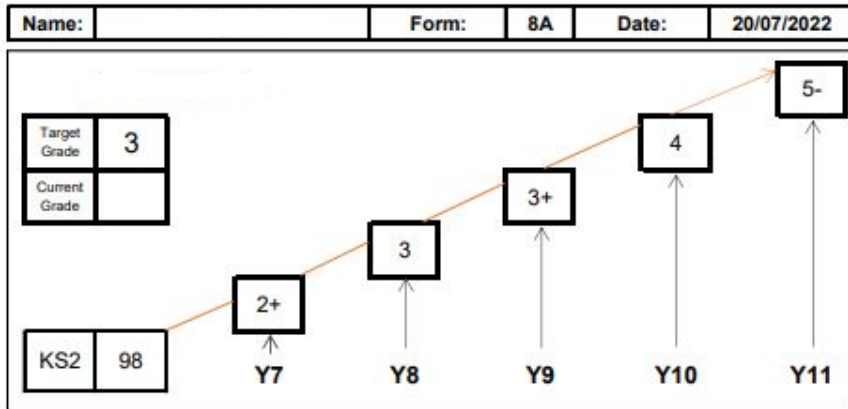 Name: Form: 8A Date: 20/07/2022
5-
Target Grade 3
4
Current Grade
3+
3
2+
KS2 98
Y7 Y8 Y9 Y10 Y11